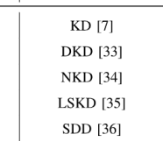 KD [7]
DKD [33]
NKD [34]
LSKD [35]
SDD [36]